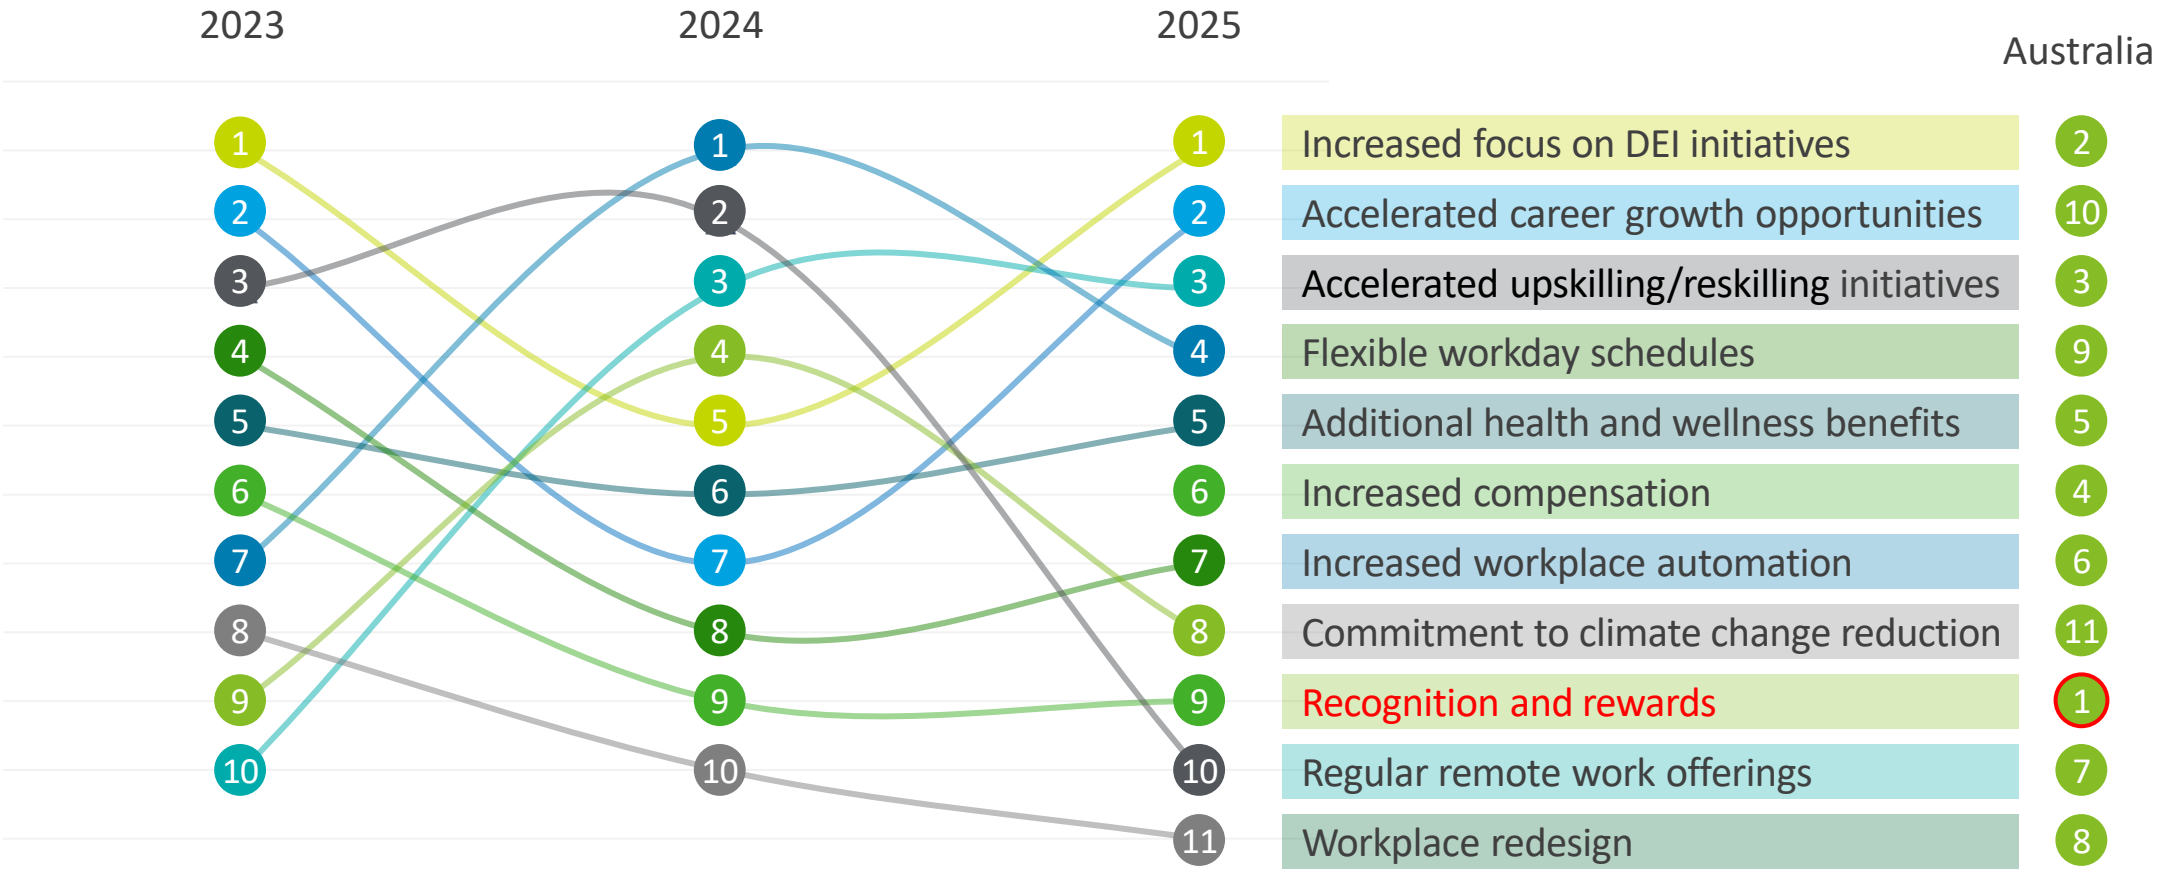 2023 2024 2025
Australia
1 1 1 Increased focus on DEI initiatives 2
2 2 2 Accelerated career growth opportunities 10
3 3 3 Accelerated upskilling/reskilling initiatives 3
4 4 4 Flexible workday schedules 9
5 5 5 Additional health and wellness benefits 5
6 6 6 Increased compensation 4
7 7 7 Increased workplace automation 6
8 8 8 Commitment to climate change reduction 11
9 9 9 Recognition and rewards 1
10 10 10 Regular remote work offerings 7
11 Workplace redesign 8